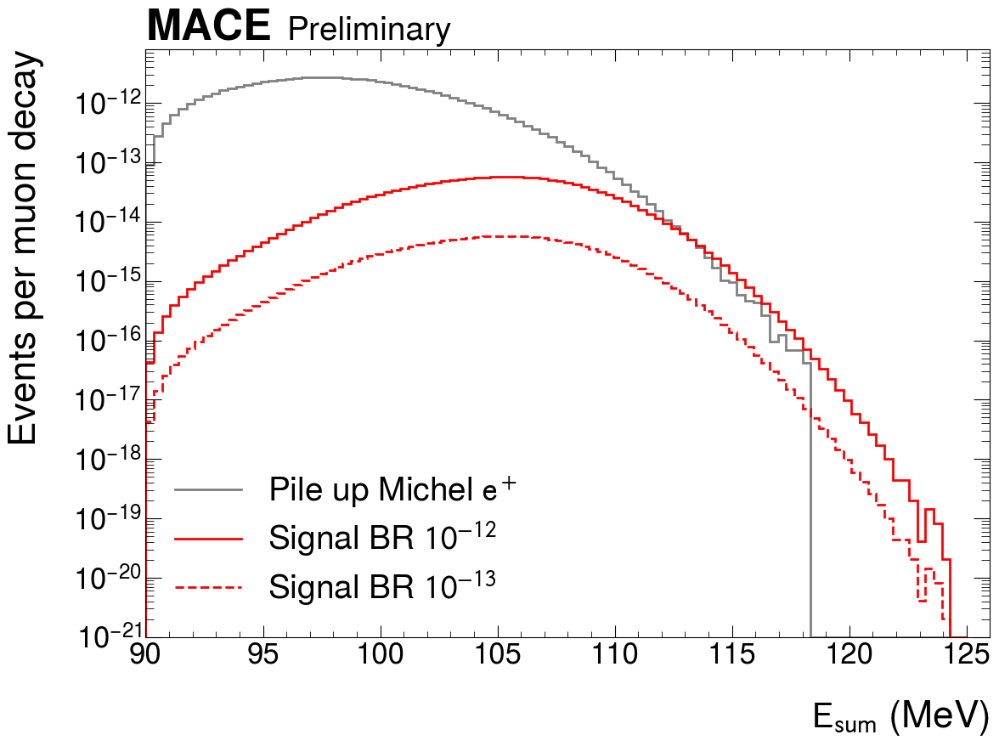 MACE Preliminary
Events per muon decay
10⁻¹²
10⁻¹³
10⁻¹⁴
10⁻¹⁵
10⁻¹⁶
10⁻¹⁷
10⁻¹⁸
10⁻¹⁹
10⁻²⁰
10⁻²¹
Pile up Michel e⁺
Signal BR 10⁻¹²
Signal BR 10⁻¹³
90 95 100 105 110 115 120 125
E_sum (MeV)